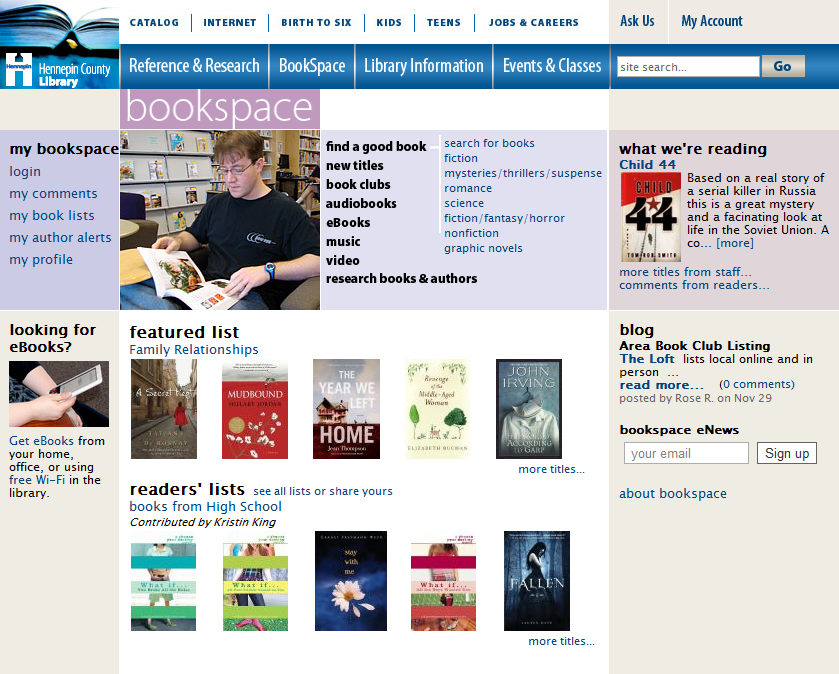 CATALOG
INTERNET
BIRTH TO SIX
KIDS
TEENS
JOBS & CAREERS
Ask Us
My Account
Hennepin
Hennepin County
Library
Reference & Research
BookSpace
Library Information
Events & Classes
site search...
Go
bookspace
my bookspace
login
my comments
my book lists
my author alerts
my profile
find a good book
new titles
book clubs
audiobooks
eBooks
music
video
research books & authors
search for books
fiction
mysteries/thrillers/suspense
romance
science
fiction/fantasy/horror
nonfiction
graphic novels
what we're reading
Child 44
CHILD
44
TOM ROB SMITH
Based on a real story of
a serial killer in Russia
this is a great mystery
and a facinating look at
life in the Soviet Union. A
co... [more]
more titles from staff...
comments from readers...
looking for
eBooks?
Get eBooks from
your home,
office, or using
free Wi-Fi in the
library.
featured list
Family Relationships
A Secret Kept
TATIANA
DE ROSNAY
MUDBOUND
HILLARY JORDAN
THE
YEAR WE
LEFT
HOME
Jean Thompson
Revenge
of the
Middle-Aged
Woman
ELIZABETH BUCHAN
JOHN
IRVING
ACCORDING
TO GARP
more titles...
readers' lists see all lists or share yours
books from High School
Contributed by Kristin King
What if...
What if...
GARRET FREYMANN-WEYR
stay
with
me
What if...
FALLEN
LAUREN KATE
more titles...
blog
Area Book Club Listing
The Loft lists local online and in
person ...
read more... (0 comments)
posted by Rose R. on Nov 29
bookspace eNews
your email
Sign up
about bookspace